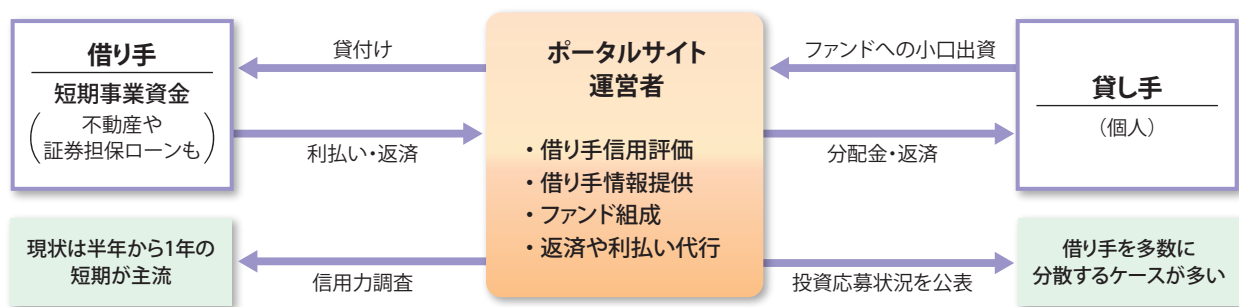 借り手
短期事業資金
(不動産や
証券担保ローンも)
現状は半年から1年の
短期が主流
貸付け
利払い・返済
信用力調査
ポータルサイト
運営者
・借り手信用評価
・借り手情報提供
・ファンド組成
・返済や利払い代行
ファンドへの小口出資
分配金・返済
投資応募状況を公表
貸し手
(個人)
借り手を多数に
分散するケースが多い